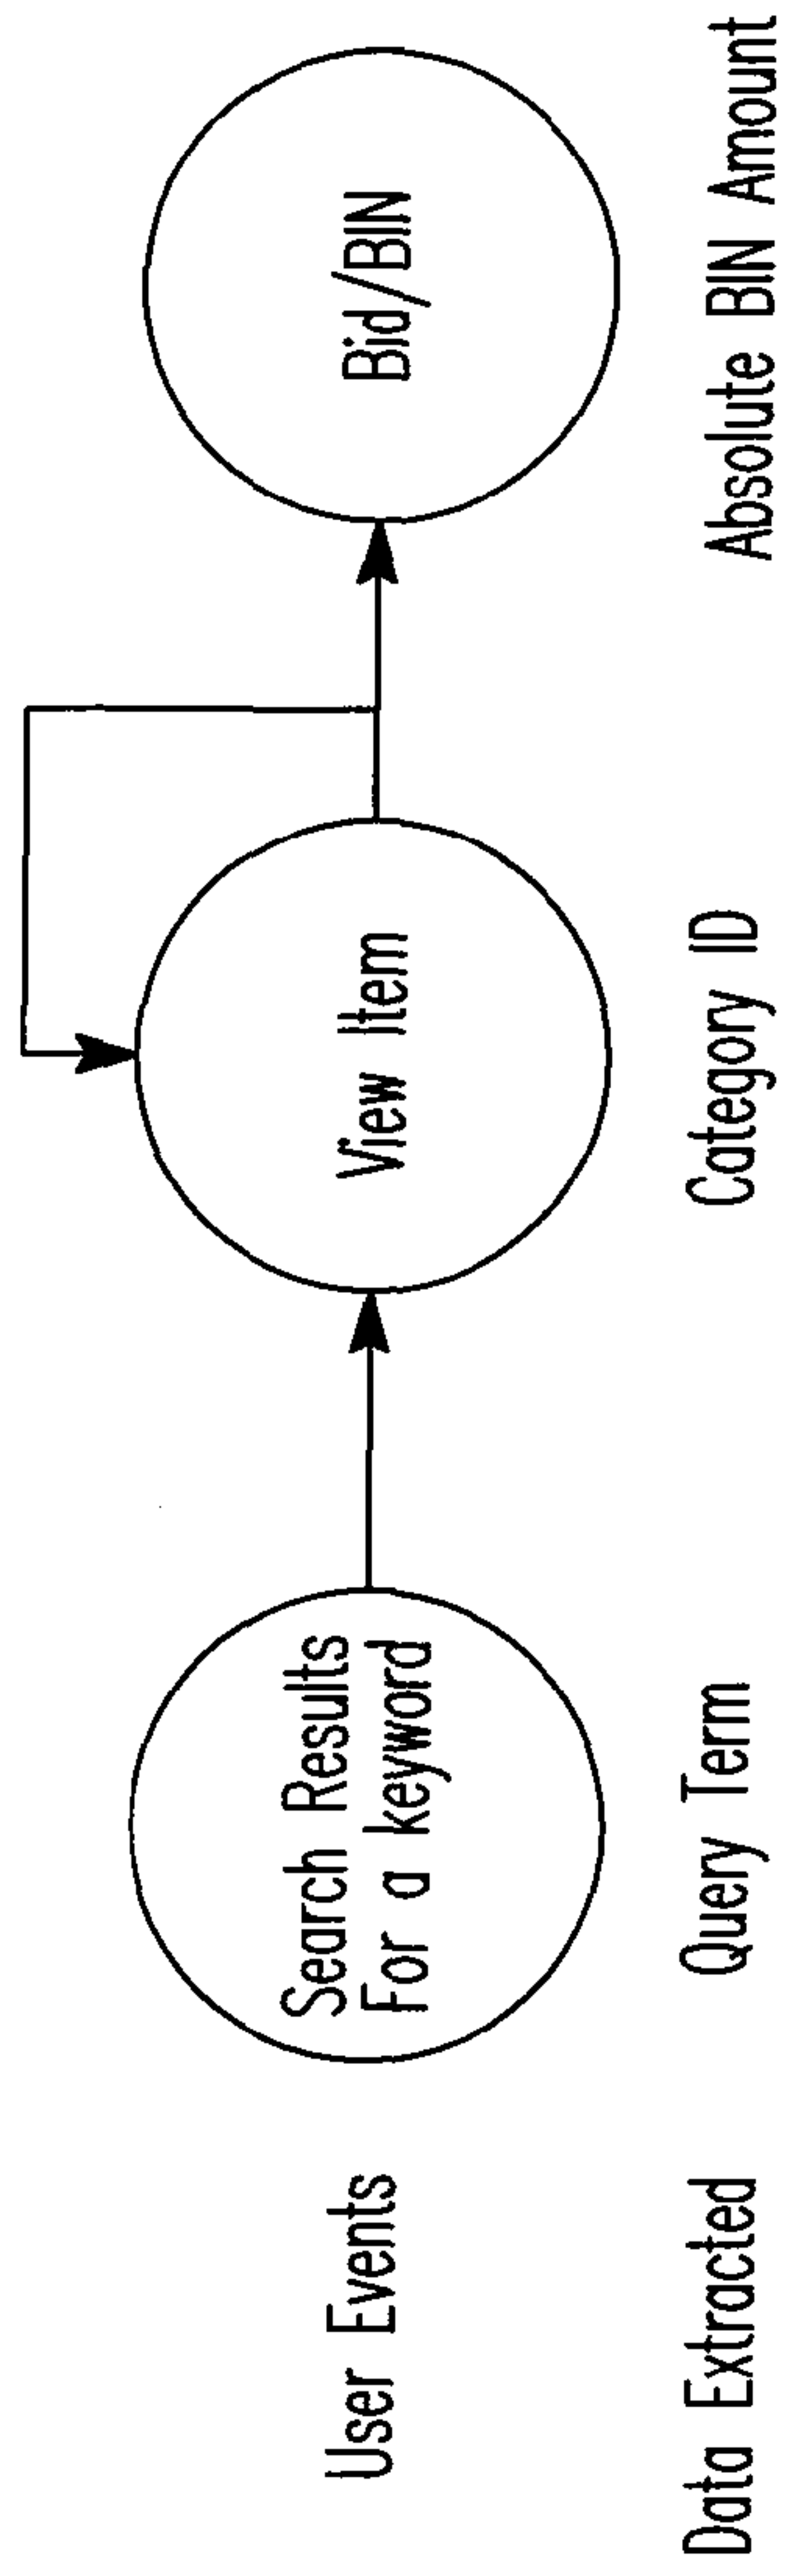 User Events
Search Results
For a keyword
View Item
Bid/BIN
Data Extracted
Query Term
Category ID
Absolute BIN Amount